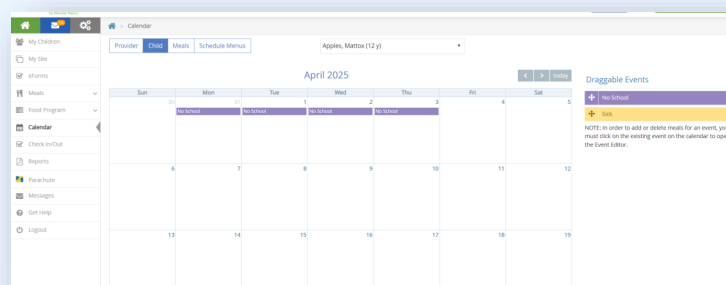 Calendar
My Children
Provider Child Meals Schedule Menus
Apples, Mattox (12 y)
My Site
eForms
April 2025
today
Draggable Events
Meals
Sun Mon Tue Wed Thu Fri Sat
No School
Food Program
1 2 3 4 5
No School No School No School No School
Sick
Calendar
NOTE: In order to add or delete meals for an event, you
must click on the existing event on the calendar to open
the Event Editor.
Check In/Out
Reports
6 7 8 9 10 11 12
Parachute
Messages
Get Help
Logout
13 14 15 16 17 18 19